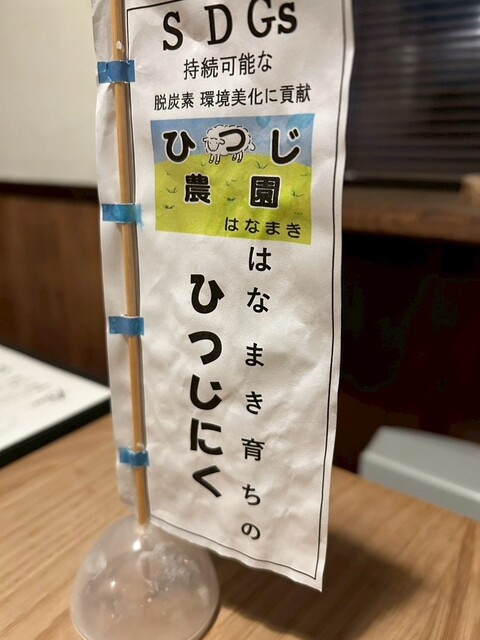 SDGs
持続可能な
脱炭素 環境美化に貢献
ひつじ
農園
はなまき
はなまき育ちの
ひつじにく